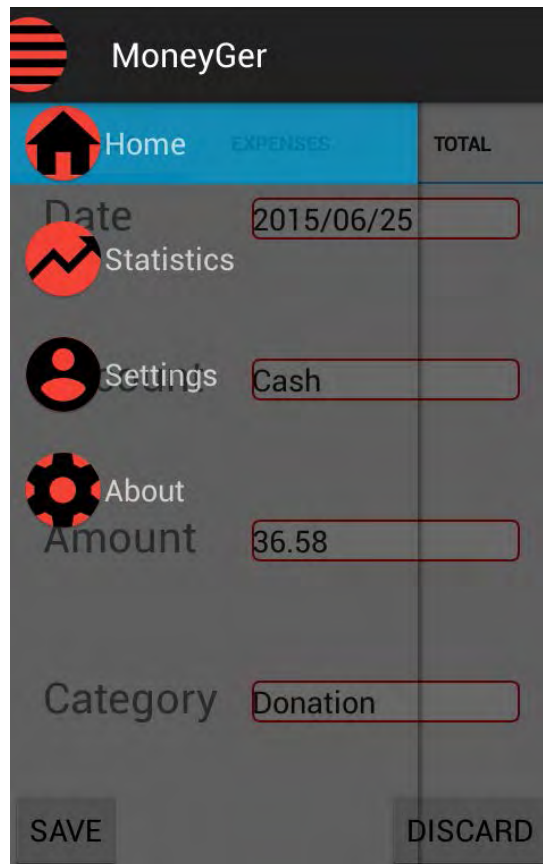 MoneyGer
Home EXPENSES TOTAL
Date 2015/06/25
Statistics
Settings Cash
About
Amount 36.58
Category Donation
SAVE DISCARD